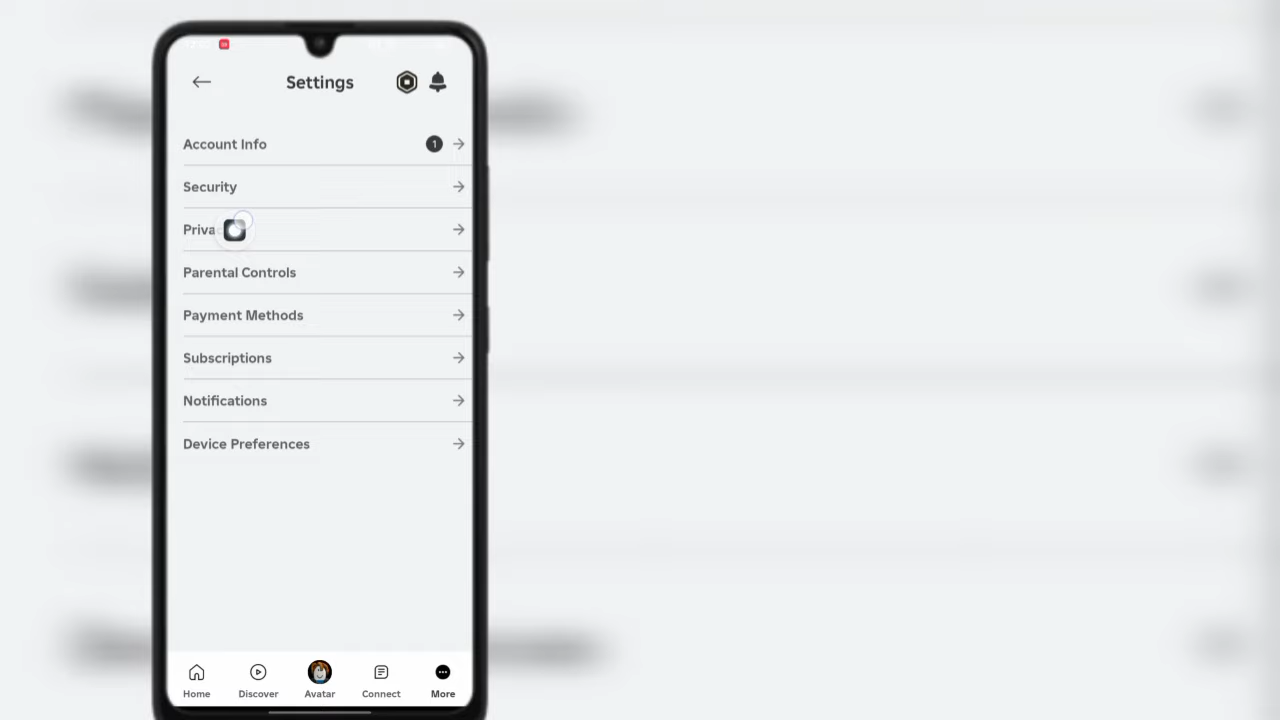 Settings
Account Info 1
Security
Priva
Parental Controls
Payment Methods
Subscriptions
Notifications
Device Preferences
Home Discover Avatar Connect More